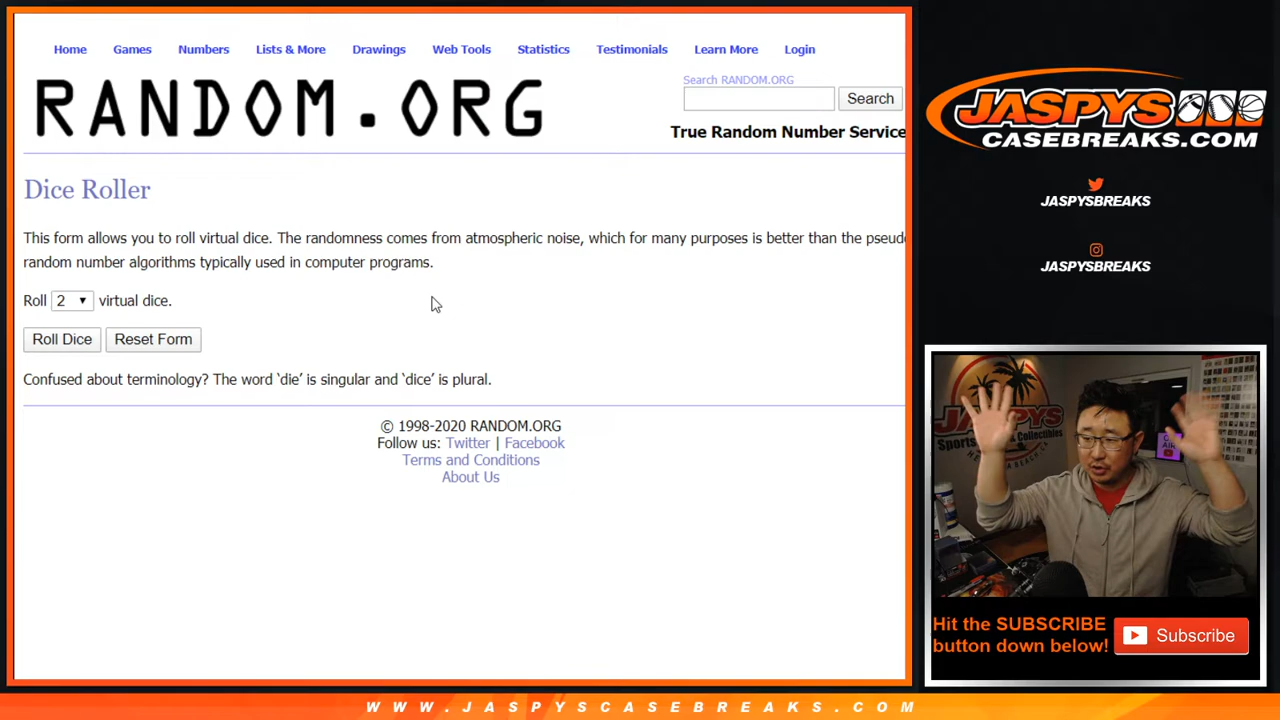 Home Games Numbers Lists & More Drawings Web Tools Statistics Testimonials Learn More Login
RANDOM.ORG
Search RANDOM.ORG
Search
True Random Number Service
Dice Roller
This form allows you to roll virtual dice. The randomness comes from atmospheric noise, which for many purposes is better than the pseudo
random number algorithms typically used in computer programs.
Roll 2 virtual dice.
Roll Dice Reset Form
Confused about terminology? The word ‘die’ is singular and ‘dice’ is plural.
© 1998-2020 RANDOM.ORG
Follow us: Twitter | Facebook
Terms and Conditions
About Us
JASPYS
CASEBREAKS.COM
JASPYSBREAKS
JASPYSBREAKS
JASPYS
Hit the SUBSCRIBE
button down below!
Subscribe
WWW.JASPYSCASEBREAKS.COM